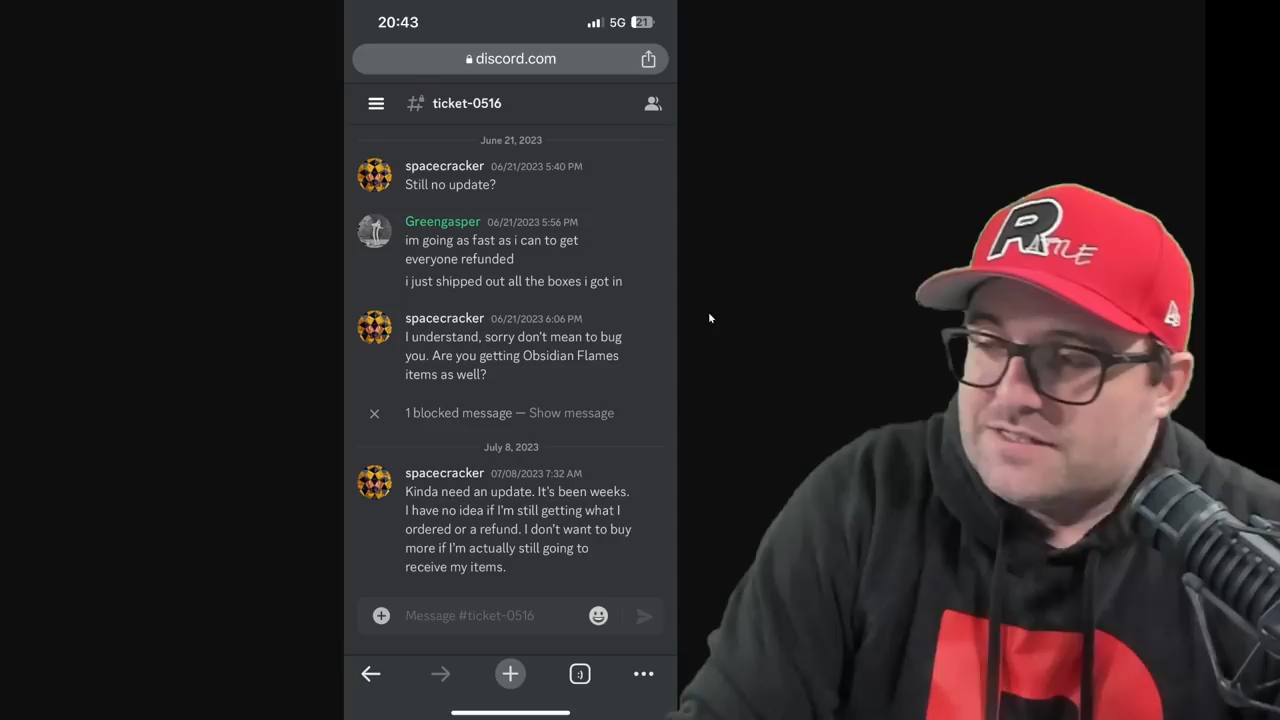 20:43
5G
21
discord.com
ticket-0516
June 21, 2023
spacecracker 06/21/2023 5:40 PM
Still no update?
Greengasper 06/21/2023 5:56 PM
im going as fast as i can to get
everyone refunded
i just shipped out all the boxes i got in
spacecracker 06/21/2023 6:06 PM
I understand, sorry don't mean to bug
you. Are you getting Obsidian Flames
items as well?
1 blocked message — Show message
July 8, 2023
spacecracker 07/08/2023 7:32 AM
Kinda need an update. It's been weeks.
I have no idea if I'm still getting what I
ordered or a refund. I don't want to buy
more if I'm actually still going to
receive my items.
Message #ticket-0516
:)
R